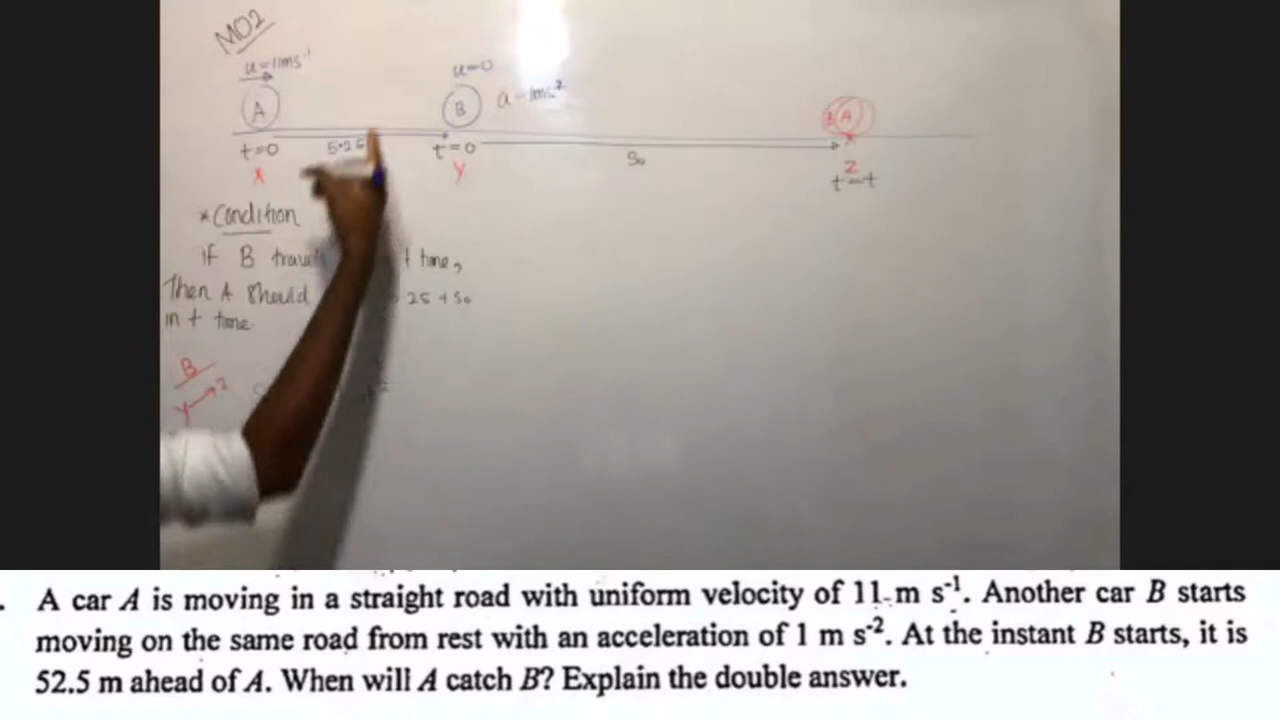 M02
u=11ms⁻¹
u=0
A
B
a=1ms⁻²
A
t=0
5.25
t=0
S₀
X
Y
Z
t=t
*Condition
If B t time,
Then A should 25 + S₀
in t time
B
Y→Z
A car A is moving in a straight road with uniform velocity of 11 m s⁻¹. Another car B starts
moving on the same road from rest with an acceleration of 1 m s⁻². At the instant B starts, it is
52.5 m ahead of A. When will A catch B? Explain the double answer.